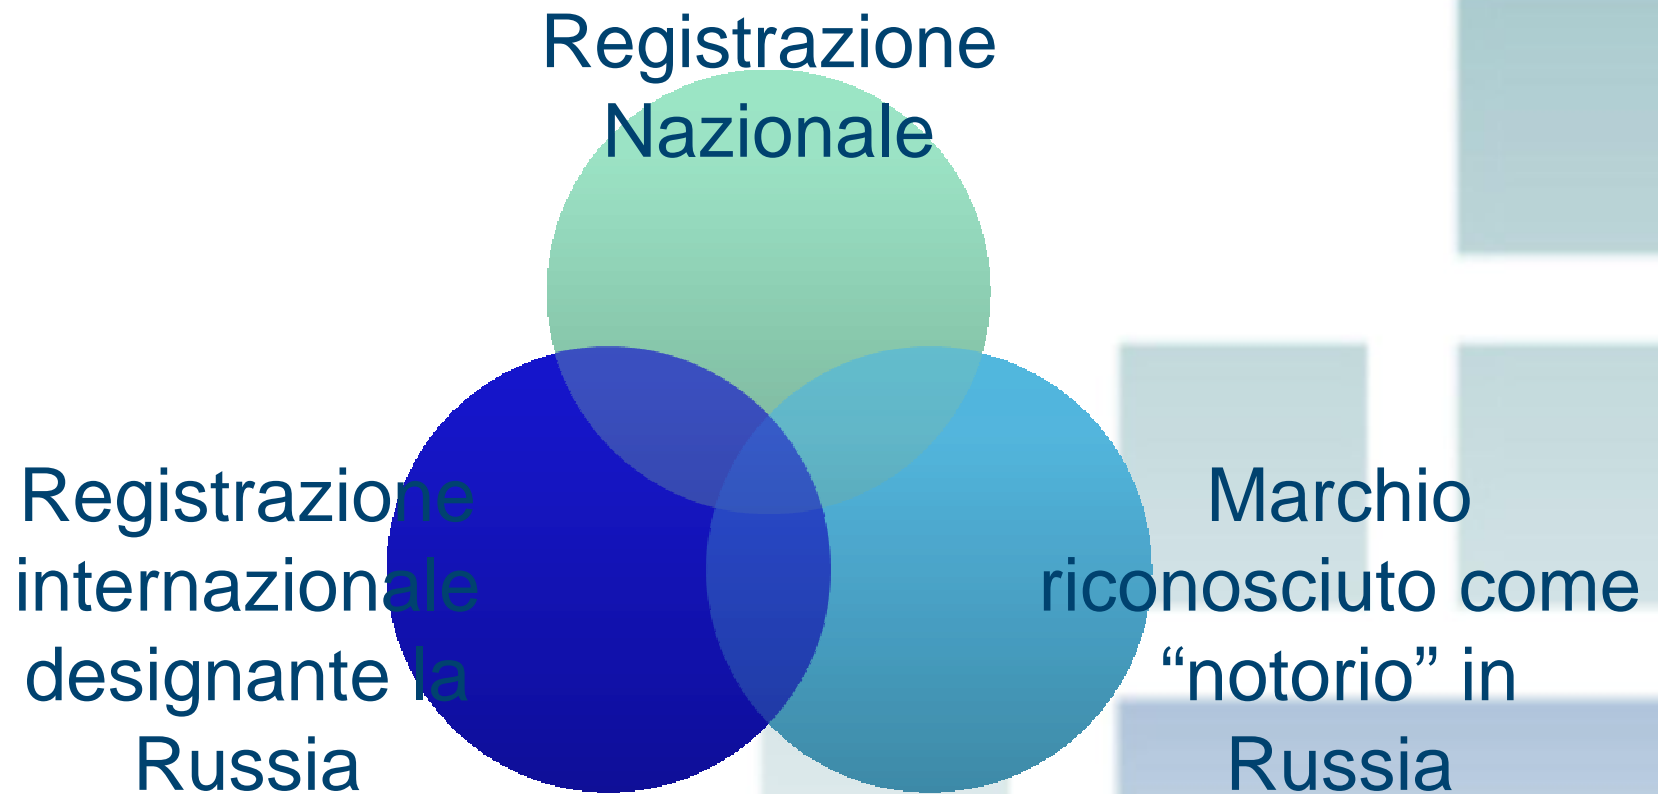 Registrazione
Nazionale
Registrazione
internazionale
designante la
Russia
Marchio
riconosciuto come
“notorio” in
Russia